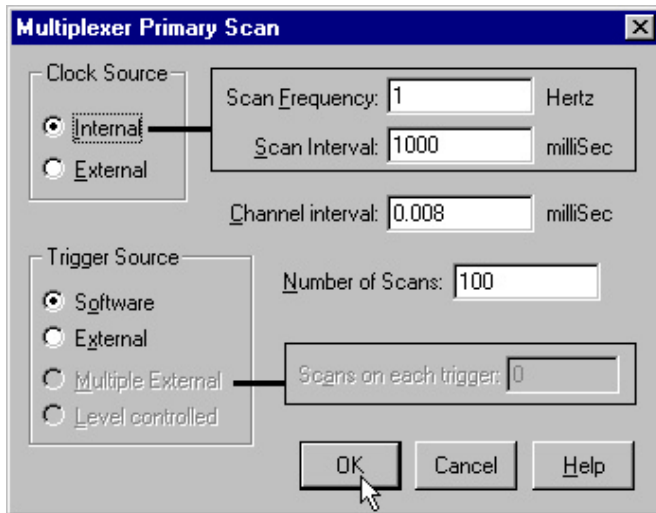 Multiplexer Primary Scan
Clock Source
Internal
External
Scan Frequency: 1 Hertz
Scan Interval: 1000 milliSec
Channel interval: 0.008 milliSec
Trigger Source
Software
External
Multiple External
Level controlled
Number of Scans: 100
Scans on each trigger: 0
OK Cancel Help